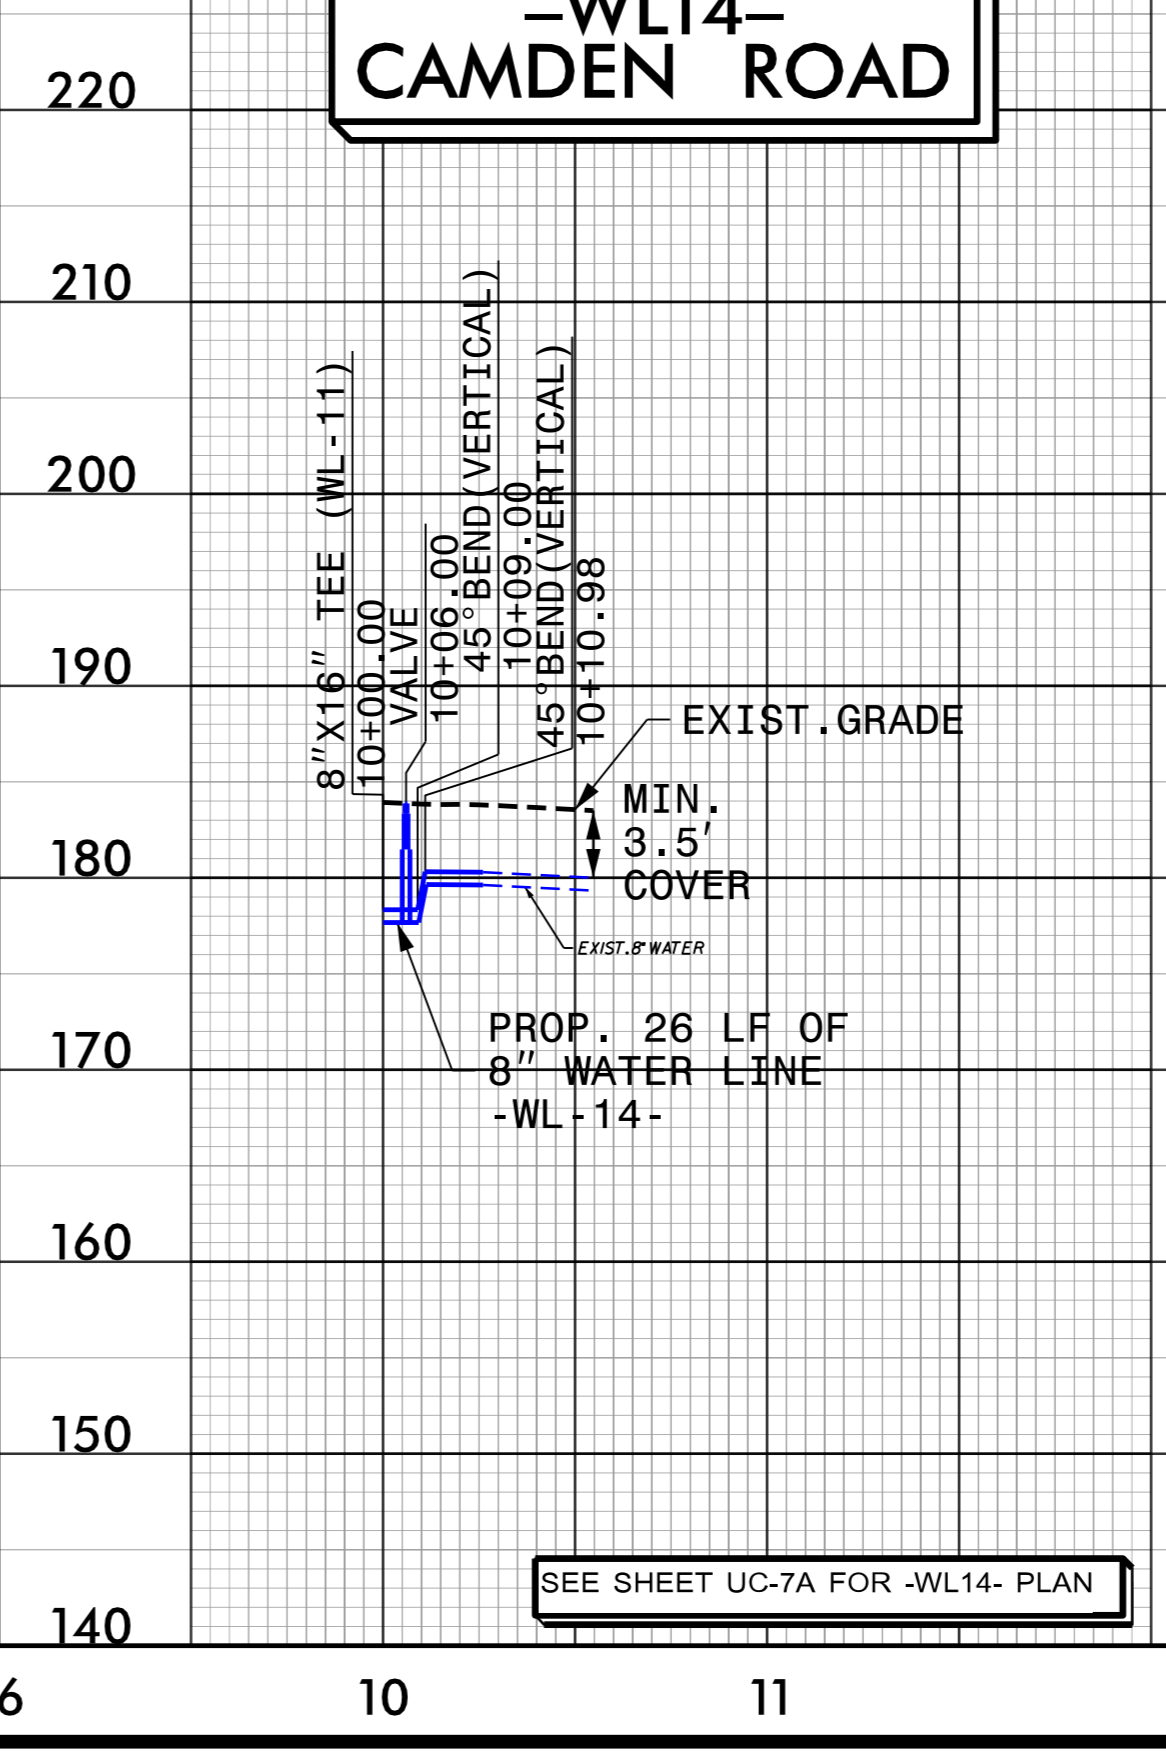 -WL14-
CAMDEN ROAD
220
210
200
190
180
170
160
150
140
8"X16" TEE (WL-11)
10+00.00
VALVE
10+06.00
45°BEND(VERTICAL)
10+09.00
45°BEND(VERTICAL)
10+10.98
EXIST.GRADE
MIN.
3.5'
COVER
EXIST.8"WATER
PROP. 26 LF OF
8" WATER LINE
-WL-14-
SEE SHEET UC-7A FOR -WL14- PLAN
6
10
11